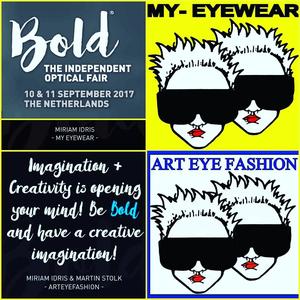 Bold®
THE INDEPENDENT
OPTICAL FAIR
10 & 11 SEPTEMBER 2017
THE NETHERLANDS
MIRIAM IDRIS
- MY EYEWEAR -
MY- EYEWEAR
Imagination +
Creativity is opening
your mind! Be Bold
and have a creative
imagination!
MIRIAM IDRIS & MARTIN STOLK
- ARTEYEFASHION -
ART EYE FASHION